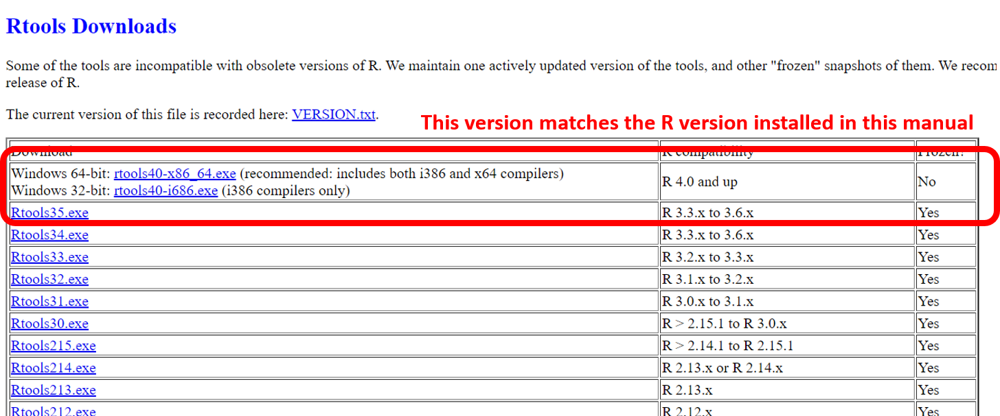 Rtools Downloads
Some of the tools are incompatible with obsolete versions of R. We maintain one actively updated version of the tools, and other "frozen" snapshots of them. We recom
release of R.
The current version of this file is recorded here: VERSION.txt.
This version matches the R version installed in this manual
Download R compatibility Frozen?
Windows 64-bit: rtools40-x86_64.exe (recommended: includes both i386 and x64 compilers)
Windows 32-bit: rtools40-i686.exe (i386 compilers only)
R 4.0 and up No
Rtools35.exe R 3.3.x to 3.6.x Yes
Rtools34.exe R 3.3.x to 3.6.x Yes
Rtools33.exe R 3.2.x to 3.3.x Yes
Rtools32.exe R 3.1.x to 3.2.x Yes
Rtools31.exe R 3.0.x to 3.1.x Yes
Rtools30.exe R > 2.15.1 to R 3.0.x Yes
Rtools215.exe R > 2.14.1 to R 2.15.1 Yes
Rtools214.exe R 2.13.x or R 2.14.x Yes
Rtools213.exe R 2.13.x Yes
Rtools212.exe R 2.12.x Yes